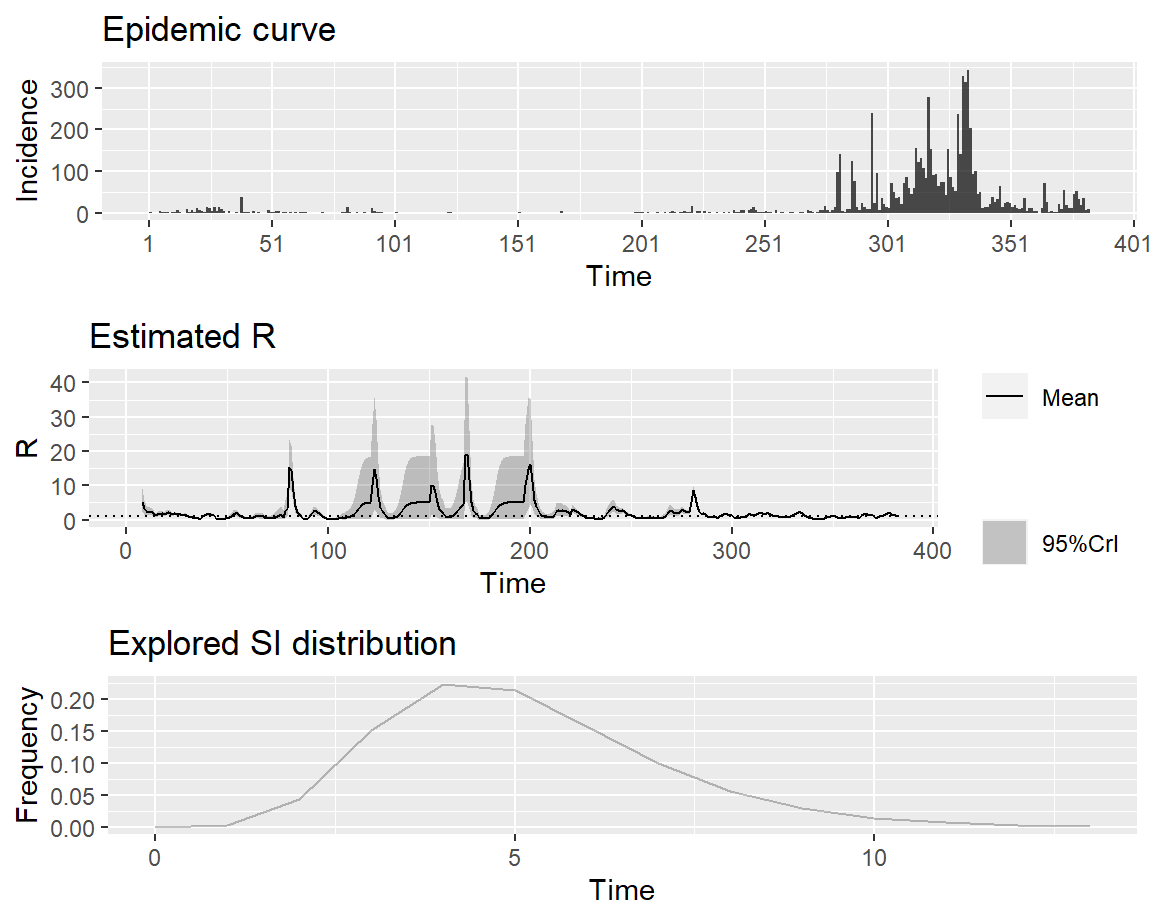 Epidemic curve
Incidence
300
200
100
0
1 51 101 151 201 251 301 351 401
Time
Estimated R
R
40
30
20
10
0
0 100 200 300 400
Time
Mean
95%CrI
Explored SI distribution
Frequency
0.20
0.15
0.10
0.05
0.00
0 5 10
Time